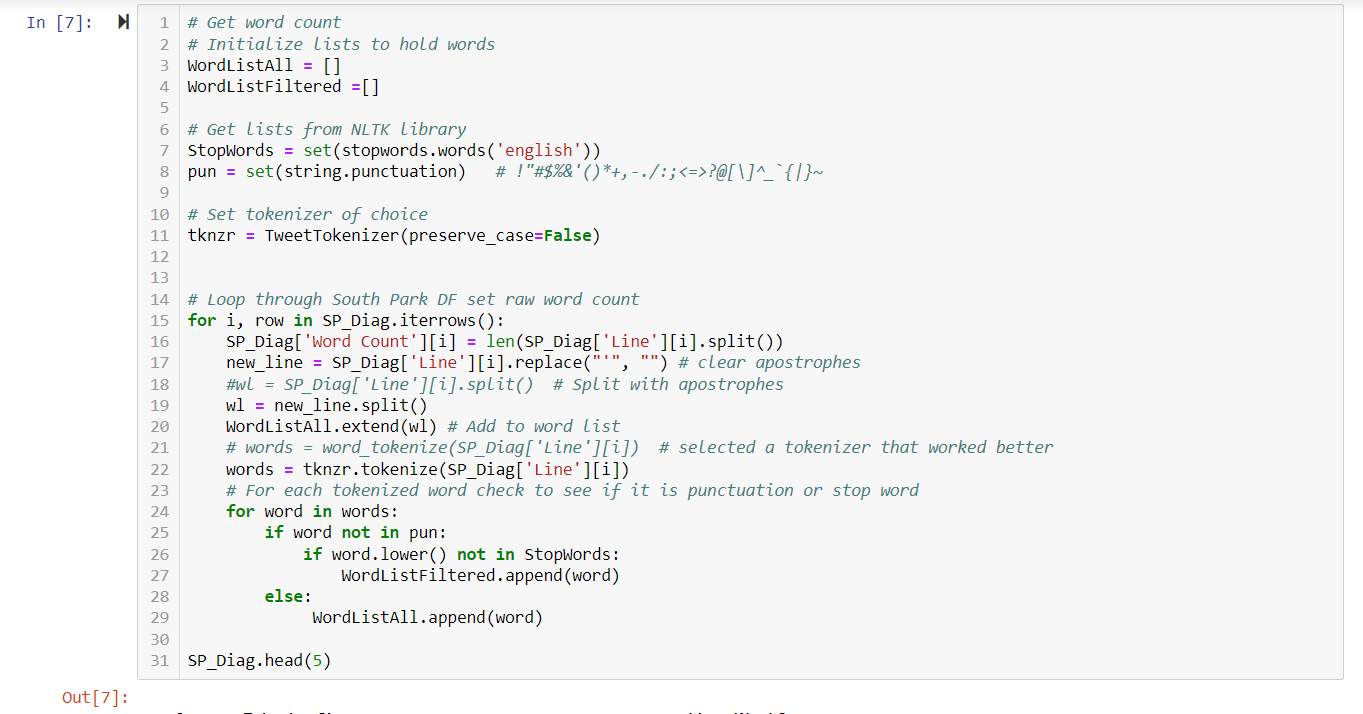 In [7]:
1 # Get word count
2 # Initialize lists to hold words
3 WordListAll = []
4 WordListFiltered =[]
5
6 # Get lists from NLTK library
7 StopWords = set(stopwords.words('english'))
8 pun = set(string.punctuation)   # !"#$%&'()*+,-./:;<=>?@[\]^_`{|}~
9
10 # Set tokenizer of choice
11 tknzr = TweetTokenizer(preserve_case=False)
12
13
14 # Loop through South Park DF set raw word count
15 for i, row in SP_Diag.iterrows():
16     SP_Diag['Word Count'][i] = len(SP_Diag['Line'][i].split())
17     new_line = SP_Diag['Line'][i].replace("'", "") # clear apostrophes
18     #wl = SP_Diag['Line'][i].split()  # Split with apostrophes
19     wl = new_line.split()
20     WordListAll.extend(wl) # Add to word list
21     # words = word_tokenize(SP_Diag['Line'][i])  # selected a tokenizer that worked better
22     words = tknzr.tokenize(SP_Diag['Line'][i])
23     # For each tokenized word check to see if it is punctuation or stop word
24     for word in words:
25         if word not in pun:
26             if word.lower() not in StopWords:
27                 WordListFiltered.append(word)
28         else:
29              WordListAll.append(word)
30
31 SP_Diag.head(5)
Out[7]: